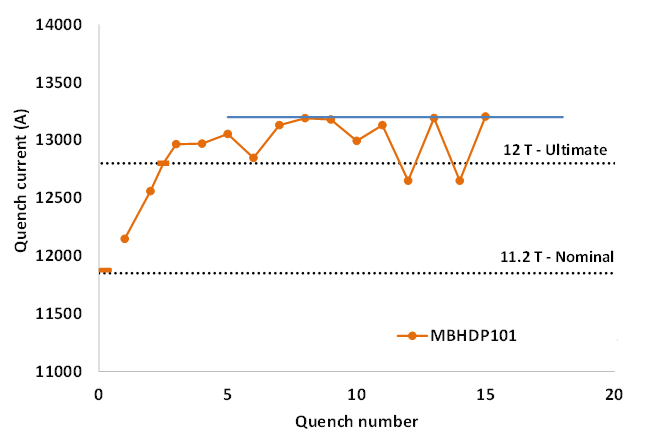 14000
13500
13000
12500
12000
11500
11000
Quench current (A)
12 T - Ultimate
11.2 T - Nominal
MBHDP101
0 5 10 15 20
Quench number